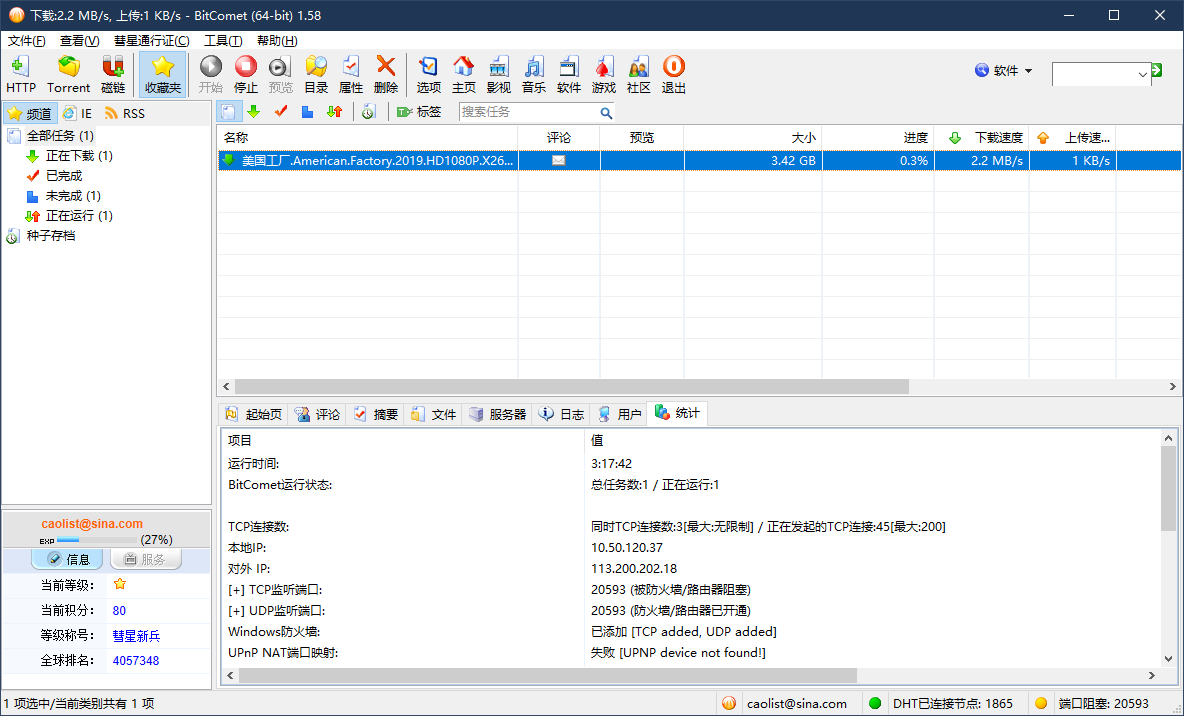 下载:2.2 MB/s, 上传:1 KB/s - BitComet (64-bit) 1.58
文件(F) 查看(V) 彗星通行证(C) 工具(T) 帮助(H)
HTTP Torrent 磁链 收藏夹 开始 停止 预览 目录 属性 删除 选项 主页 影视 音乐 软件 游戏 社区 退出 软件
频道 IE RSS
标签 搜索任务
全部任务 (1)
正在下载 (1)
已完成
未完成 (1)
正在运行 (1)
种子存档
名称 评论 预览 大小 进度 下载速度 上传速...
美国工厂.American.Factory.2019.HD1080P.X26... 3.42 GB 0.3% 2.2 MB/s 1 KB/s
起始页 评论 摘要 文件 服务器 日志 用户 统计
项目 值
运行时间: 3:17:42
BitComet运行状态: 总任务数:1 / 正在运行:1
TCP连接数: 同时TCP连接数:3[最大:无限制] / 正在发起的TCP连接:45[最大:200]
本地IP: 10.50.120.37
对外 IP: 113.200.202.18
[+] TCP监听端口: 20593 (被防火墙/路由器阻塞)
[+] UDP监听端口: 20593 (防火墙/路由器已开通)
Windows防火墙: 已添加 [TCP added, UDP added]
UPnP NAT端口映射: 失败 [UPNP device not found!]
caolist@sina.com
EXP (27%)
信息 服务
当前等级:
当前积分: 80
等级称号: 彗星新兵
全球排名: 4057348
1 项选中/当前类别共有 1 项 caolist@sina.com DHT已连接节点: 1865 端口阻塞: 20593